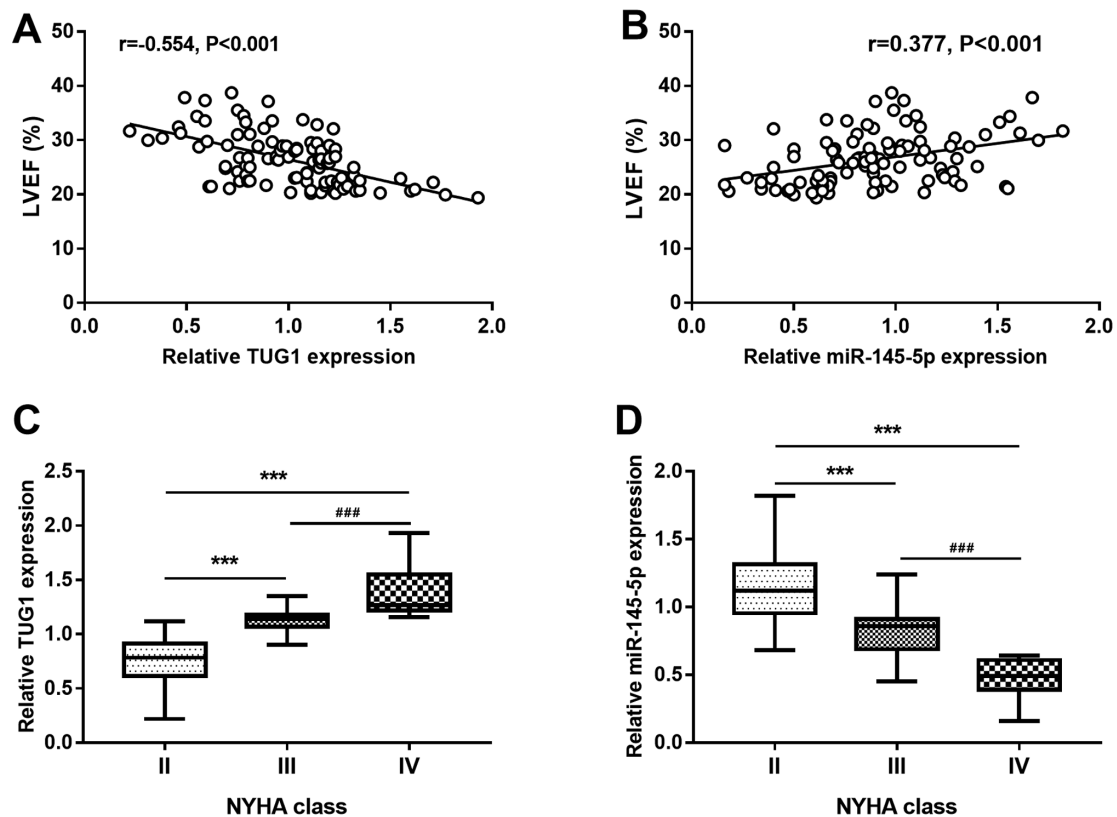 A
r=-0.554, P<0.001
LVEF (%)
50
40
30
20
10
0
0.0 0.5 1.0 1.5 2.0
Relative TUG1 expression
B
r=0.377, P<0.001
LVEF (%)
50
40
30
20
10
0
0.0 0.5 1.0 1.5 2.0
Relative miR-145-5p expression
C
Relative TUG1 expression
2.5
2.0
1.5
1.0
0.5
0.0
***
###
***
II III IV
NYHA class
D
Relative miR-145-5p expression
2.0
1.5
1.0
0.5
0.0
***
***
###
II III IV
NYHA class